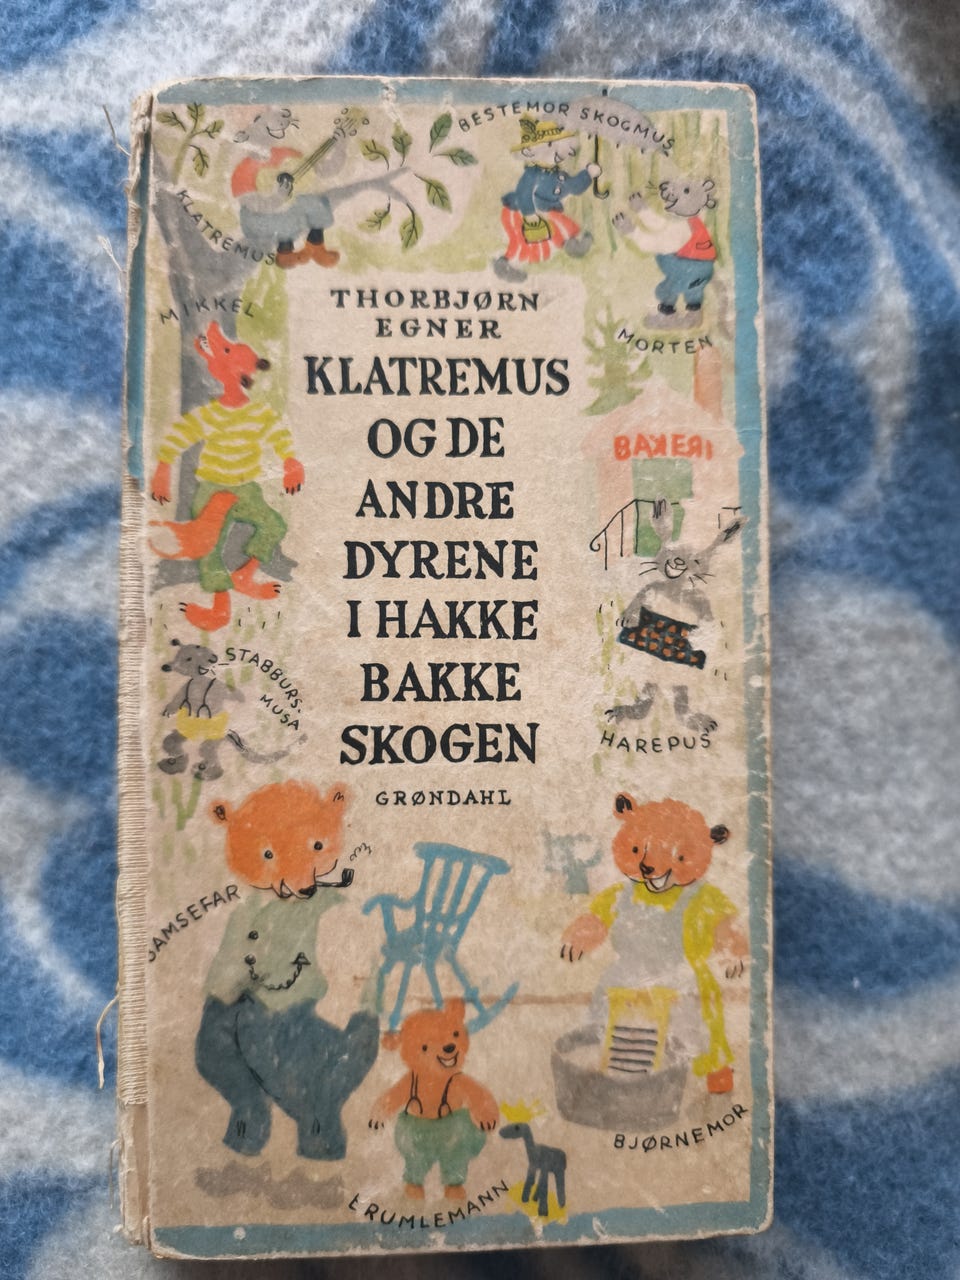 BESTEMOR SKOGMUS
KLATREMUS
MIKKEL
MORTEN
THORBJØRN
EGNER
KLATREMUS
OG DE
ANDRE
DYRENE
I HAKKE
BAKKE
SKOGEN
GRØNDAHL
BAKERI
STABBURS-
MUSA
HAREPUS
BAMSEFAR
BJØRNEMOR
BRUMLEMANN